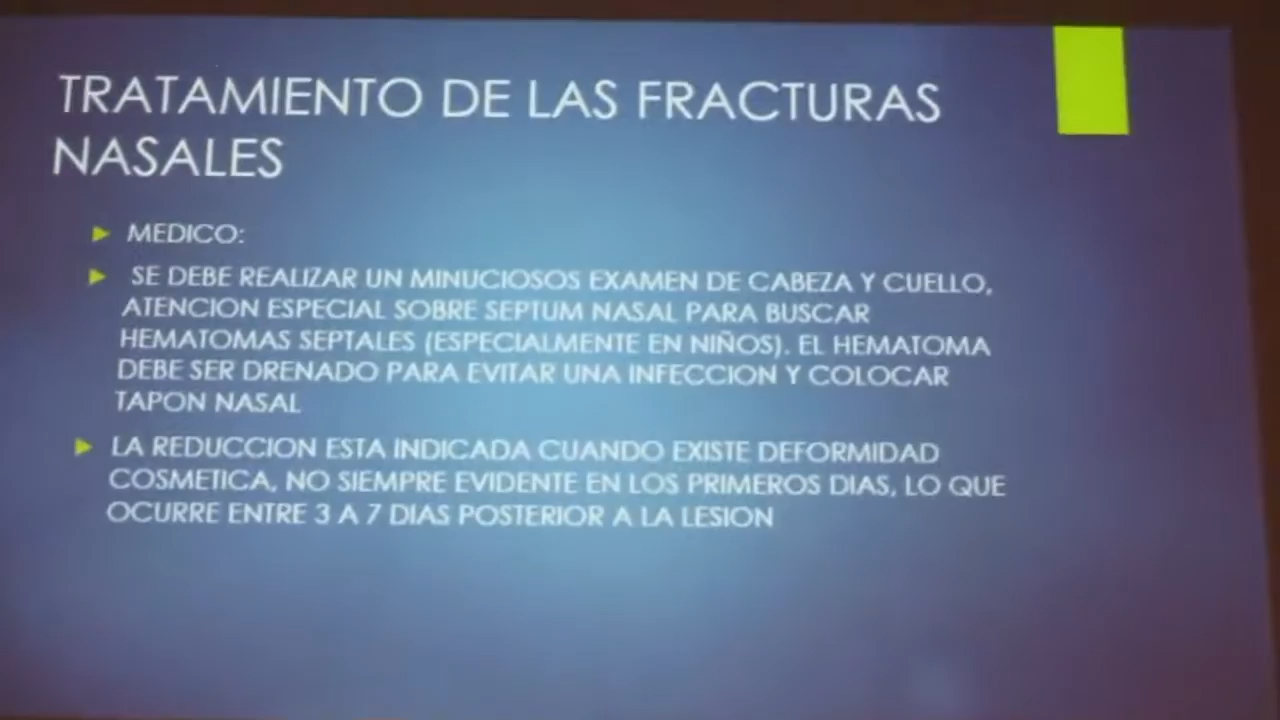 TRATAMIENTO DE LAS FRACTURAS
NASALES
MEDICO:
SE DEBE REALIZAR UN MINUCIOSOS EXAMEN DE CABEZA Y CUELLO,
ATENCION ESPECIAL SOBRE SEPTUM NASAL PARA BUSCAR
HEMATOMAS SEPTALES (ESPECIALMENTE EN NIÑOS). EL HEMATOMA
DEBE SER DRENADO PARA EVITAR UNA INFECCION Y COLOCAR
TAPON NASAL
LA REDUCCION ESTA INDICADA CUANDO EXISTE DEFORMIDAD
COSMETICA, NO SIEMPRE EVIDENTE EN LOS PRIMEROS DIAS, LO QUE
OCURRE ENTRE 3 A 7 DIAS POSTERIOR A LA LESION